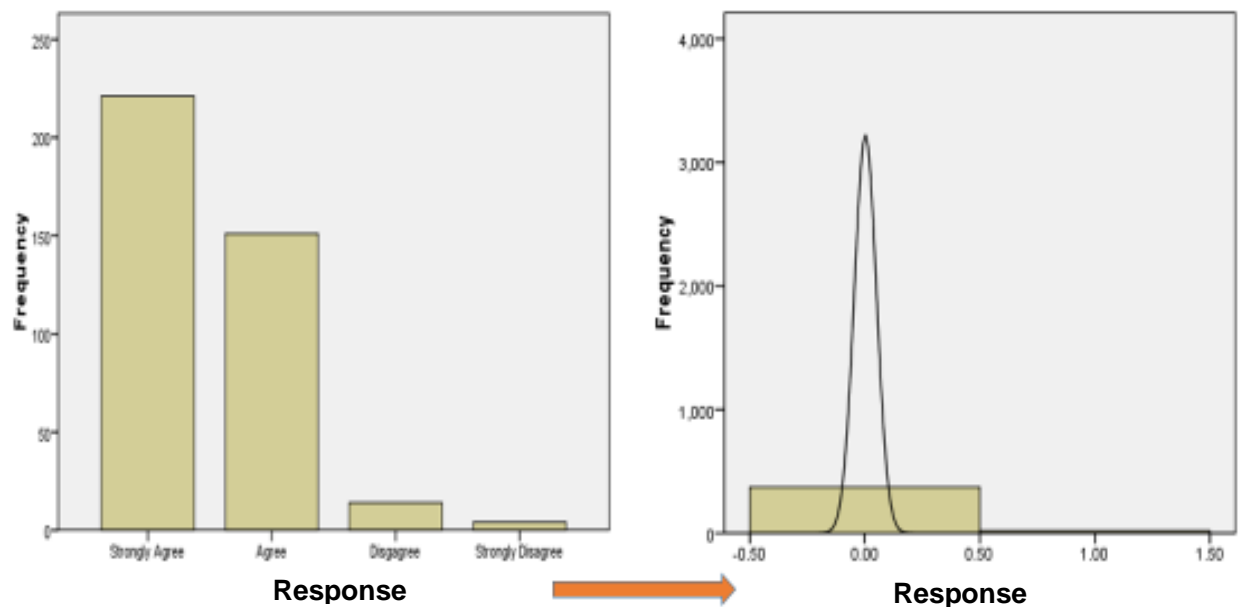 Frequency
250
200
150
100
50
0
Strongly Agree Agree Disgagree Strongly Disagree
Response
Frequency
4,000
3,000
2,000
1,000
0
-0.50 0.00 0.50 1.00 1.50
Response